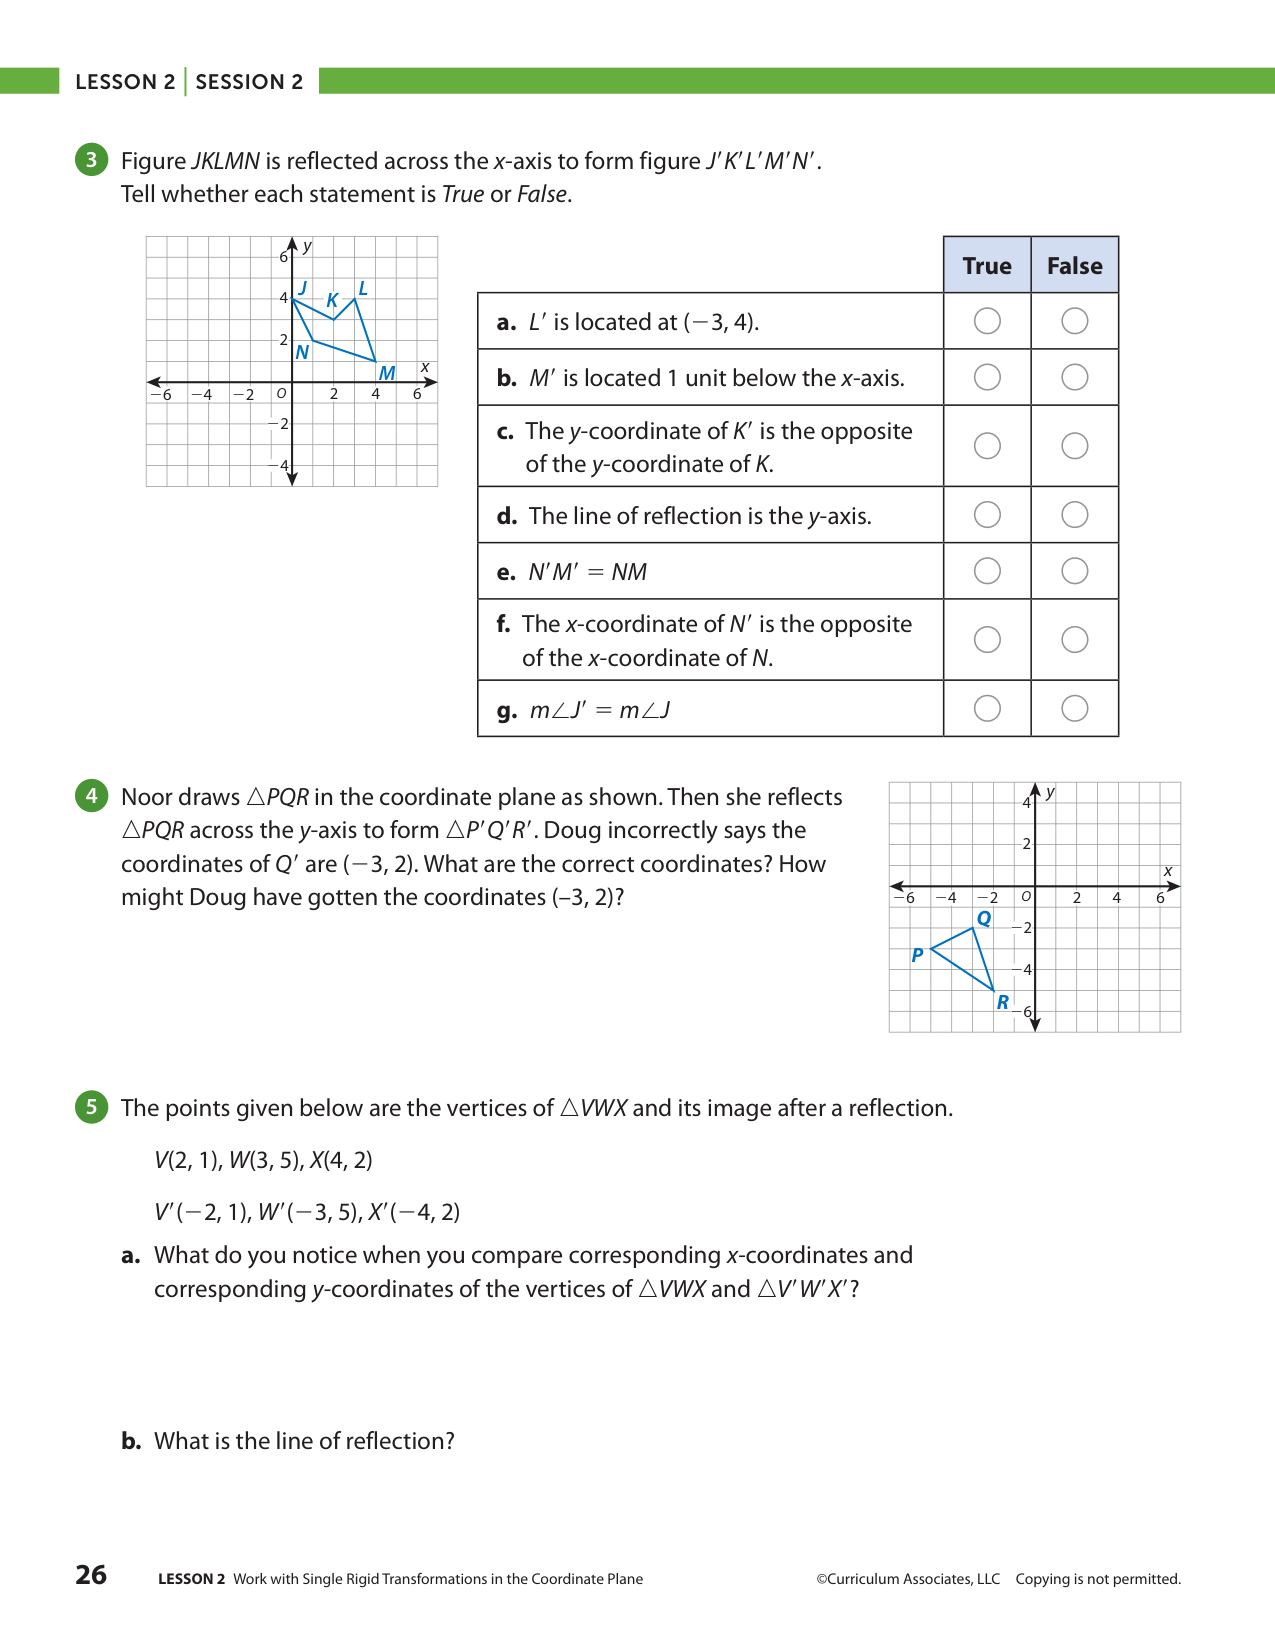 LESSON 2 | SESSION 2
3 Figure JKLMN is reflected across the x-axis to form figure J′K′L′M′N′.
Tell whether each statement is True or False.
y
6
J
K
L
4
2
N
M
x
−6 −4 −2 O 2 4 6
−2
−4
True False
a. L′ is located at (−3, 4).
b. M′ is located 1 unit below the x-axis.
c. The y-coordinate of K′ is the opposite
of the y-coordinate of K.
d. The line of reflection is the y-axis.
e. N′M′ = NM
f. The x-coordinate of N′ is the opposite
of the x-coordinate of N.
g. m∠J′ = m∠J
4 Noor draws △PQR in the coordinate plane as shown. Then she reflects
△PQR across the y-axis to form △P′Q′R′. Doug incorrectly says the
coordinates of Q′ are (−3, 2). What are the correct coordinates? How
might Doug have gotten the coordinates (–3, 2)?
y
4
2
x
−6 −4 −2 O 2 4 6
Q
−2
P
−4
R
−6
5 The points given below are the vertices of △VWX and its image after a reflection.
V(2, 1), W(3, 5), X(4, 2)
V′(−2, 1), W′(−3, 5), X′(−4, 2)
a. What do you notice when you compare corresponding x-coordinates and
corresponding y-coordinates of the vertices of △VWX and △V′W′X′?
b. What is the line of reflection?
26 LESSON 2 Work with Single Rigid Transformations in the Coordinate Plane ©Curriculum Associates, LLC Copying is not permitted.